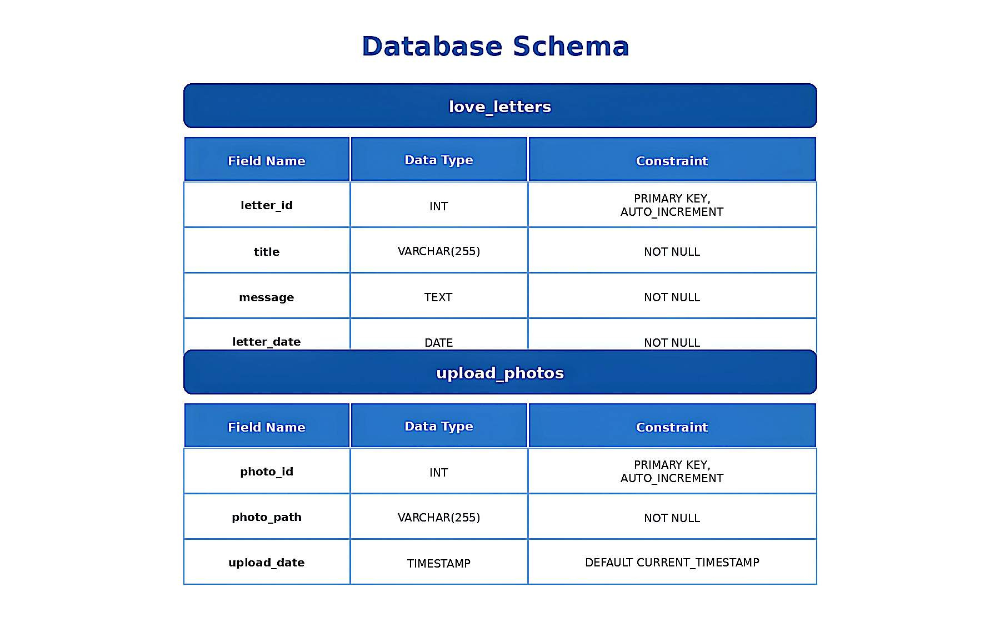 Database Schema
love_letters
Field Name Data Type Constraint
letter_id INT PRIMARY KEY,
AUTO_INCREMENT
title VARCHAR(255) NOT NULL
message TEXT NOT NULL
letter_date DATE NOT NULL
upload_photos
Field Name Data Type Constraint
photo_id INT PRIMARY KEY,
AUTO_INCREMENT
photo_path VARCHAR(255) NOT NULL
upload_date TIMESTAMP DEFAULT CURRENT_TIMESTAMP